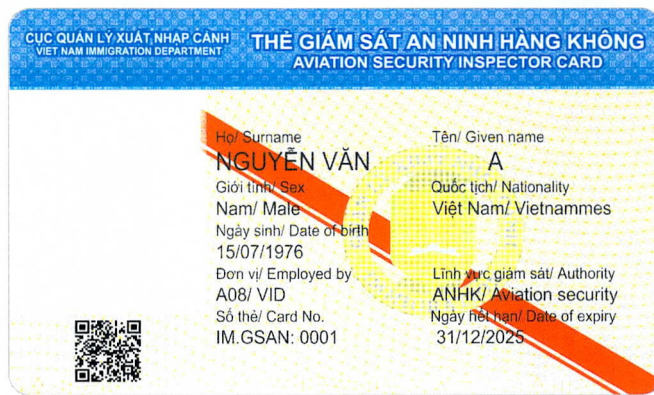 CỤC QUẢN LÝ XUẤT NHẬP CẢNH
VIET NAM IMMIGRATION DEPARTMENT
THẺ GIÁM SÁT AN NINH HÀNG KHÔNG
AVIATION SECURITY INSPECTOR CARD
Họ/ Surname
NGUYỄN VĂN
Tên/ Given name
A
Giới tính/ Sex
Nam/ Male
Quốc tịch/ Nationality
Việt Nam/ Vietnammes
Ngày sinh/ Date of birth
15/07/1976
Đơn vị/ Employed by
A08/ VID
Lĩnh vực giám sát/ Authority
ANHK/ Aviation security
Số thẻ/ Card No.
IM.GSAN: 0001
Ngày hết hạn/ Date of expiry
31/12/2025